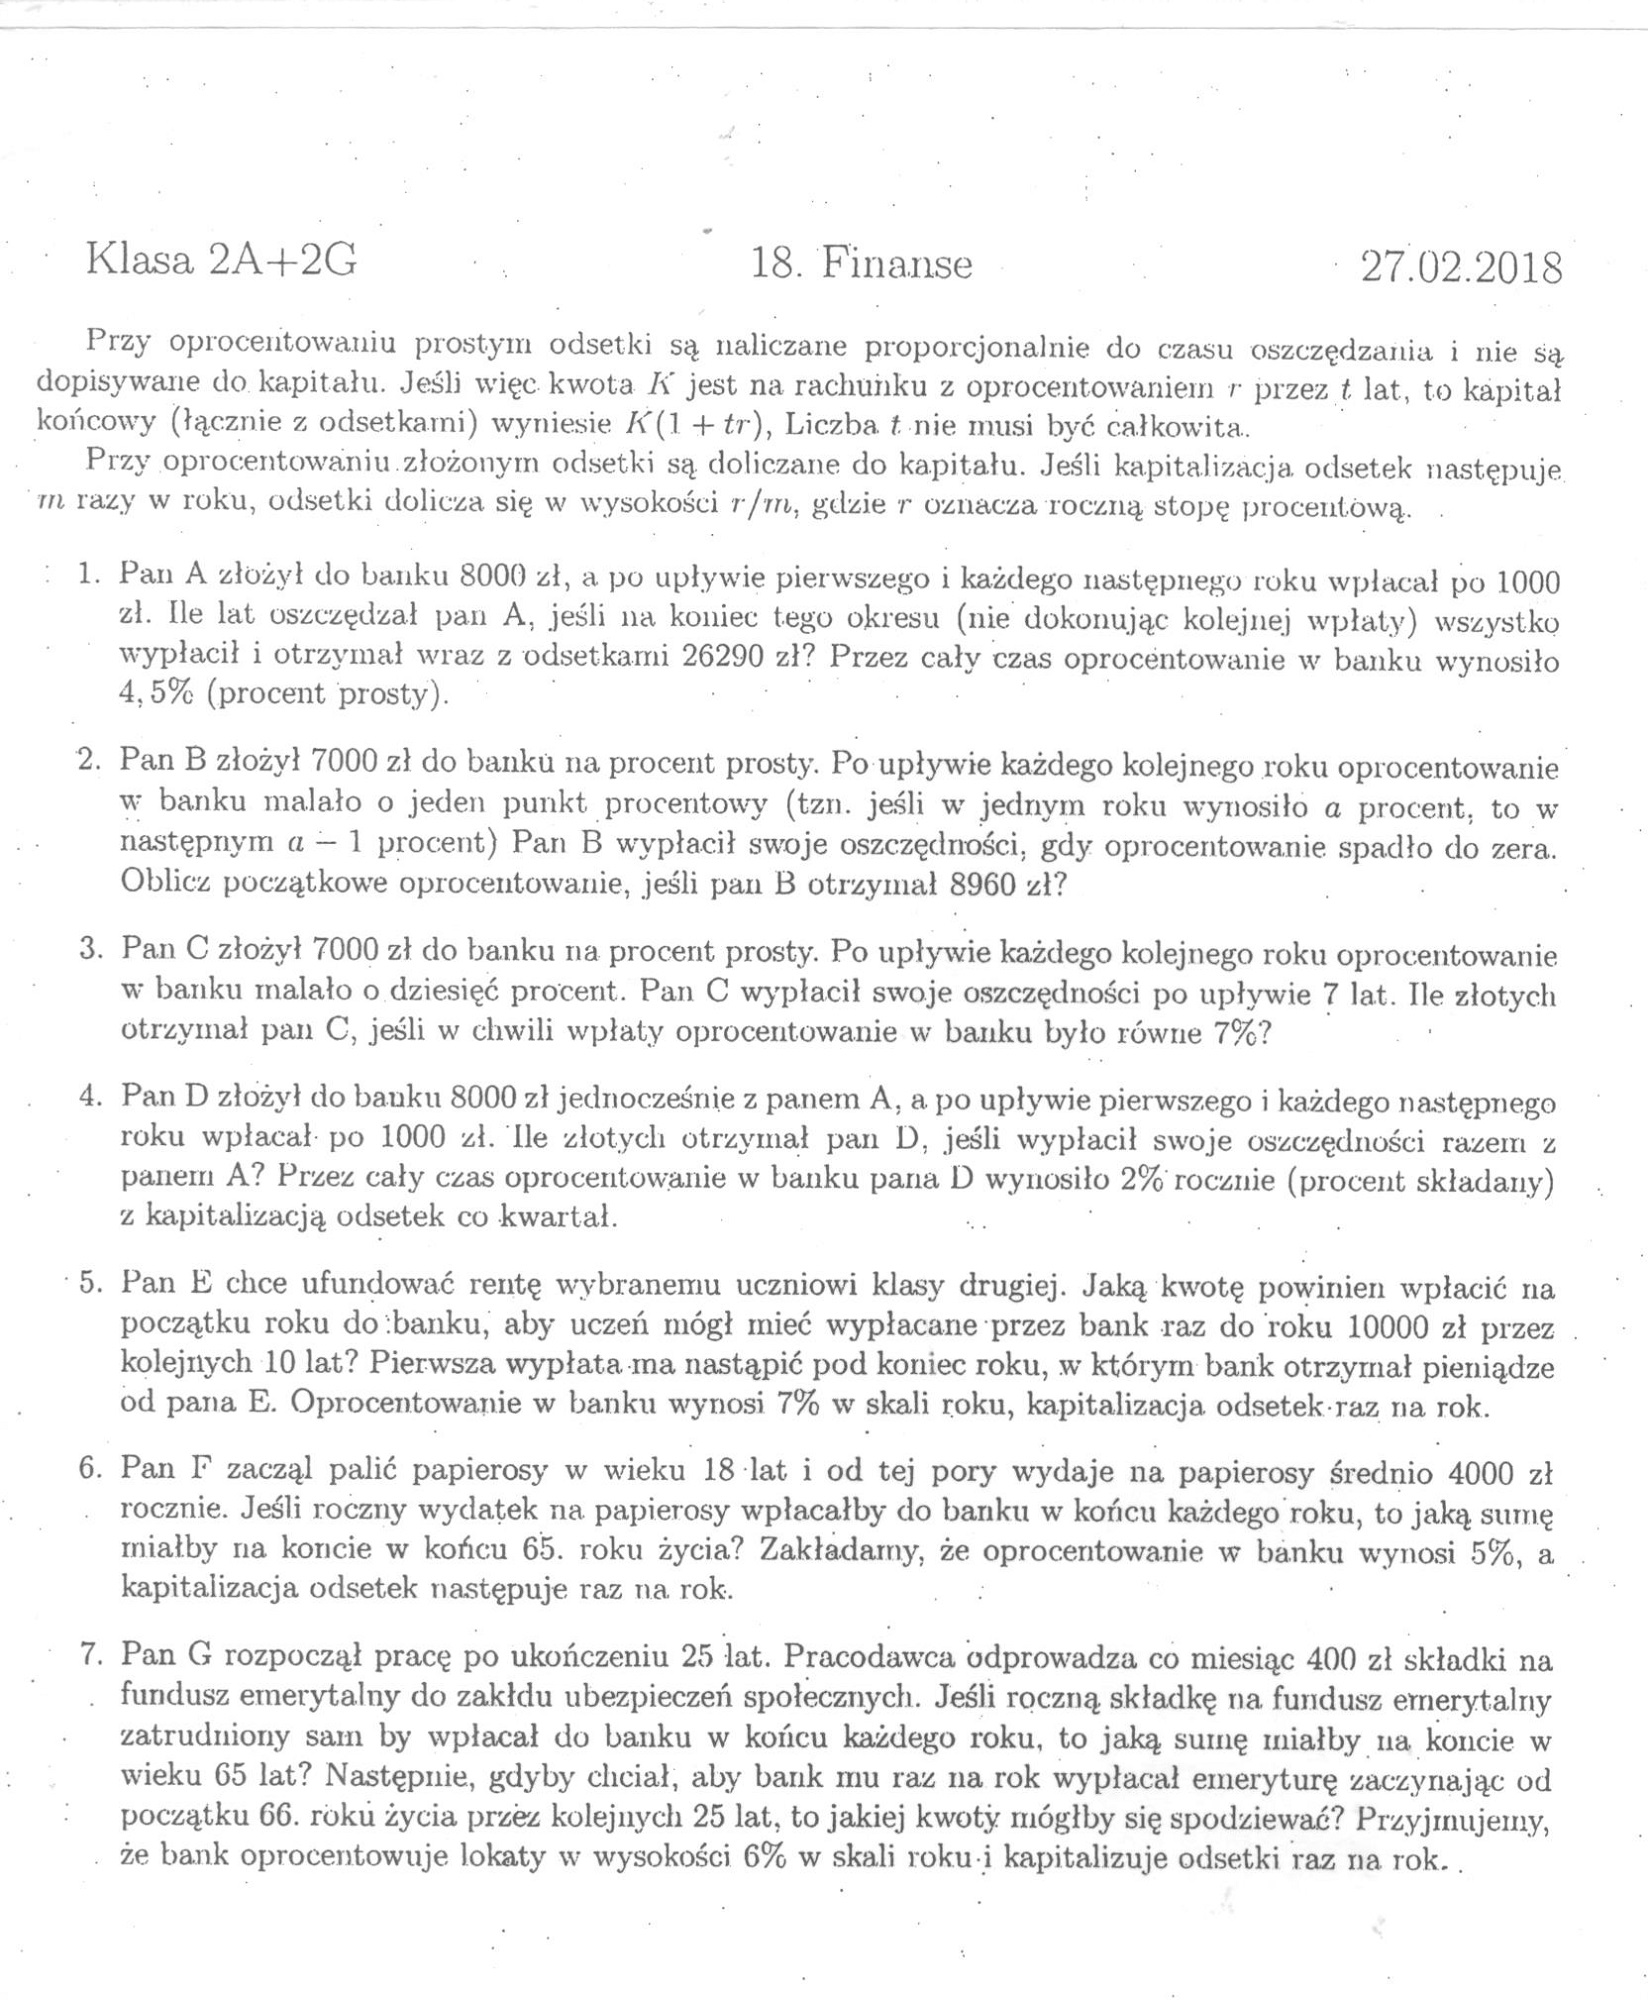 Klasa 2A+2G 18. Finanse 27.02.2018
Przy oprocentowaniu prostym odsetki są naliczane proporcjonalnie do czasu oszczędzania i nie są
dopisywane do kapitału. Jeśli więc kwota K jest na rachunku z oprocentowaniem r przez t lat, to kapitał
końcowy (łącznie z odsetkami) wyniesie K(1 + tr), Liczba t nie musi być całkowita.
Przy oprocentowaniu złożonym odsetki są doliczane do kapitału. Jeśli kapitalizacja odsetek następuje
m razy w roku, odsetki dolicza się w wysokości r/m, gdzie r oznacza roczną stopę procentową.
1. Pan A złożył do banku 8000 zł, a po upływie pierwszego i każdego następnego roku wpłacał po 1000
zł. Ile lat oszczędzał pan A, jeśli na koniec tego okresu (nie dokonując kolejnej wpłaty) wszystko
wypłacił i otrzymał wraz z odsetkami 26290 zł? Przez cały czas oprocentowanie w banku wynosiło
4,5% (procent prosty).
2. Pan B złożył 7000 zł do banku na procent prosty. Po upływie każdego kolejnego roku oprocentowanie
w banku malało o jeden punkt procentowy (tzn. jeśli w jednym roku wynosiło a procent, to w
następnym a − 1 procent) Pan B wypłacił swoje oszczędności, gdy oprocentowanie spadło do zera.
Oblicz początkowe oprocentowanie, jeśli pan B otrzymał 8960 zł?
3. Pan C złożył 7000 zł do banku na procent prosty. Po upływie każdego kolejnego roku oprocentowanie
w banku malało o dziesięć procent. Pan C wypłacił swoje oszczędności po upływie 7 lat. Ile złotych
otrzymał pan C, jeśli w chwili wpłaty oprocentowanie w banku było równe 7%?
4. Pan D złożył do banku 8000 zł jednocześnie z panem A, a po upływie pierwszego i każdego następnego
roku wpłacał po 1000 zł. Ile złotych otrzymał pan D, jeśli wypłacił swoje oszczędności razem z
panem A? Przez cały czas oprocentowanie w banku pana D wynosiło 2% rocznie (procent składany)
z kapitalizacją odsetek co kwartał.
5. Pan E chce ufundować rentę wybranemu uczniowi klasy drugiej. Jaką kwotę powinien wpłacić na
początku roku do banku, aby uczeń mógł mieć wypłacane przez bank raz do roku 10000 zł przez
kolejnych 10 lat? Pierwsza wypłata ma nastąpić pod koniec roku, w którym bank otrzymał pieniądze
od pana E. Oprocentowanie w banku wynosi 7% w skali roku, kapitalizacja odsetek raz na rok.
6. Pan F zaczął palić papierosy w wieku 18 lat i od tej pory wydaje na papierosy średnio 4000 zł
rocznie. Jeśli roczny wydatek na papierosy wpłacałby do banku w końcu każdego roku, to jaką sumę
miałby na koncie w końcu 65. roku życia? Zakładamy, że oprocentowanie w banku wynosi 5%, a
kapitalizacja odsetek następuje raz na rok.
7. Pan G rozpoczął pracę po ukończeniu 25 lat. Pracodawca odprowadza co miesiąc 400 zł składki na
fundusz emerytalny do zakłdu ubezpieczeń społecznych. Jeśli roczną składkę na fundusz emerytalny
zatrudniony sam by wpłacał do banku w końcu każdego roku, to jaką sumę miałby na koncie w
wieku 65 lat? Następnie, gdyby chciał, aby bank mu raz na rok wypłacał emeryturę zaczynając od
początku 66. roku życia przez kolejnych 25 lat, to jakiej kwoty mógłby się spodziewać? Przyjmujemy,
że bank oprocentowuje lokaty w wysokości 6% w skali roku i kapitalizuje odsetki raz na rok.